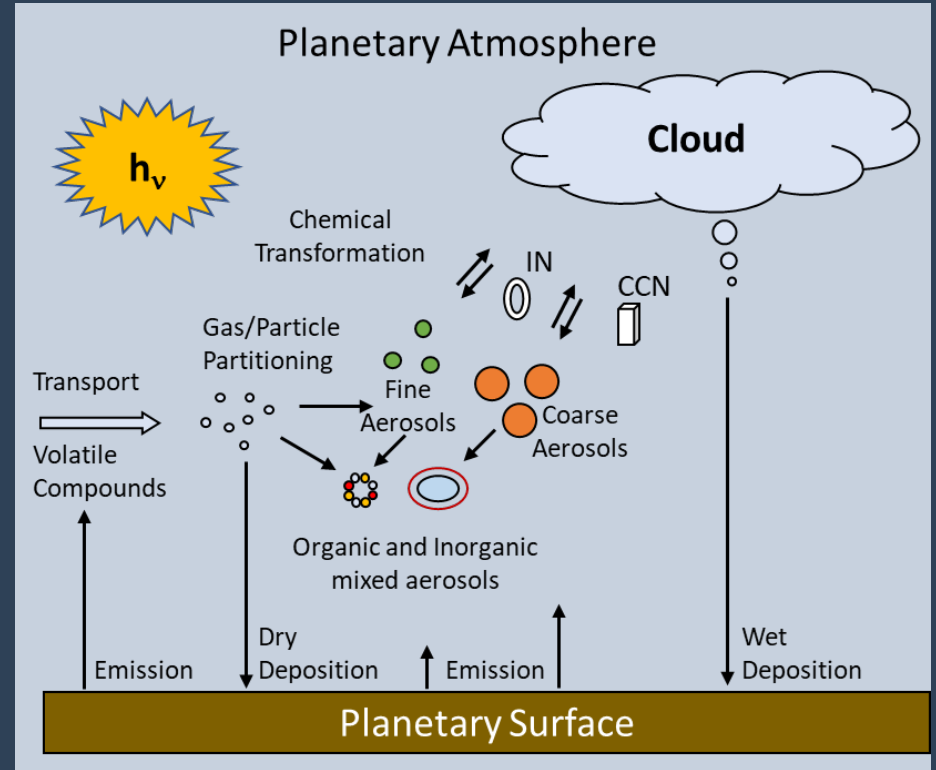 Planetary Atmosphere
hν
Cloud
Chemical
Transformation
IN
CCN
Gas/Particle
Partitioning
Transport
Fine
Aerosols
Coarse
Aerosols
Volatile
Compounds
Organic and Inorganic
mixed aerosols
Emission
Dry
Deposition
Emission
Wet
Deposition
Planetary Surface